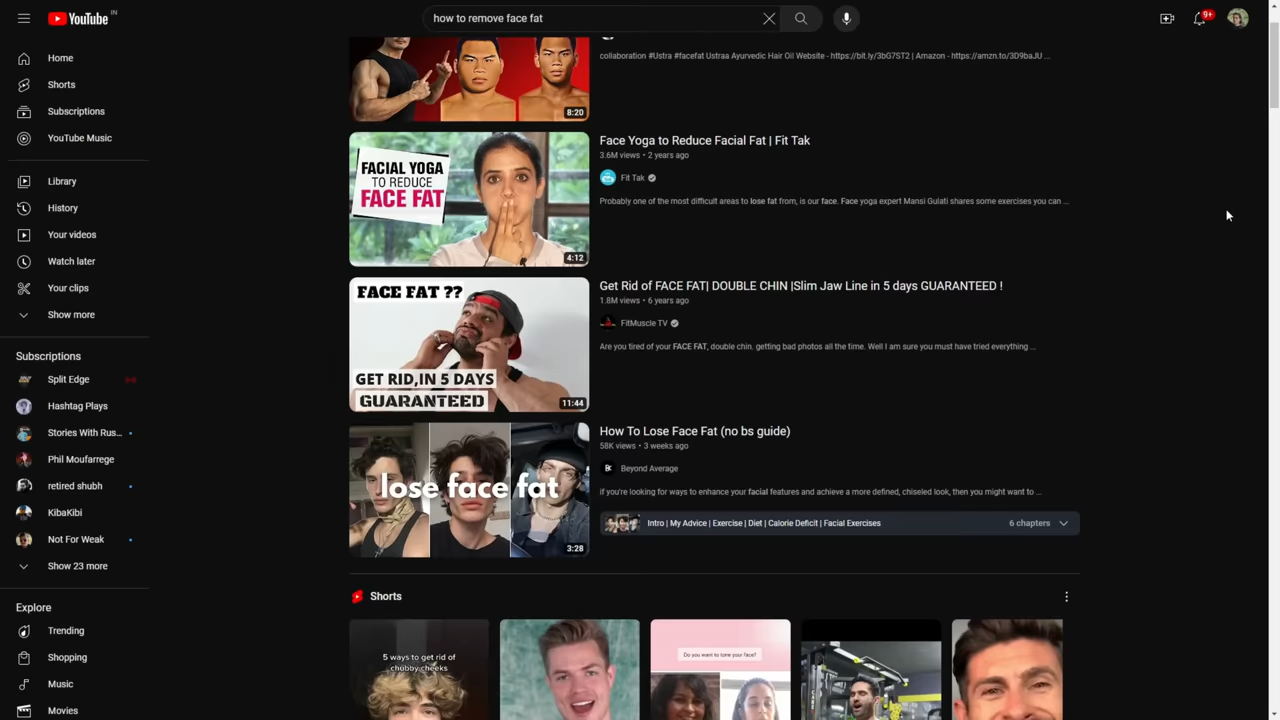 YouTube IN
how to remove face fat
9+
Home
Shorts
Subscriptions
YouTube Music
Library
History
Your videos
Watch later
Your clips
Show more
Subscriptions
Split Edge
Hashtag Plays
Stories With Rus...
Phil Moufarrege
retired shubh
KibaKibi
Not For Weak
Show 23 more
Explore
Trending
Shopping
Music
Movies
8:20
collaboration #Ustra #facefat Ustraa Ayurvedic Hair Oil Website - https://bit.ly/3bG7ST2 | Amazon - https://amzn.to/3D9baJU ...
FACIAL YOGA
TO REDUCE
FACE FAT
4:12
Face Yoga to Reduce Facial Fat | Fit Tak
3.6M views • 2 years ago
Fit Tak
Probably one of the most difficult areas to lose fat from, is our face. Face yoga expert Mansi Gulati shares some exercises you can ...
FACE FAT ??
GET RID,IN 5 DAYS
GUARANTEED
11:44
Get Rid of FACE FAT| DOUBLE CHIN |Slim Jaw Line in 5 days GUARANTEED !
1.8M views • 6 years ago
FitMuscle TV
Are you tired of your FACE FAT, double chin. getting bad photos all the time. Well I am sure you must have tried everything ...
lose face fat
3:28
How To Lose Face Fat (no bs guide)
58K views • 3 weeks ago
Beyond Average
If you're looking for ways to enhance your facial features and achieve a more defined, chiseled look, then you might want to ...
Intro | My Advice | Exercise | Diet | Calorie Deficit | Facial Exercises
6 chapters
Shorts
5 ways to get rid of
chobby cheeks
Do you want to tone your face?